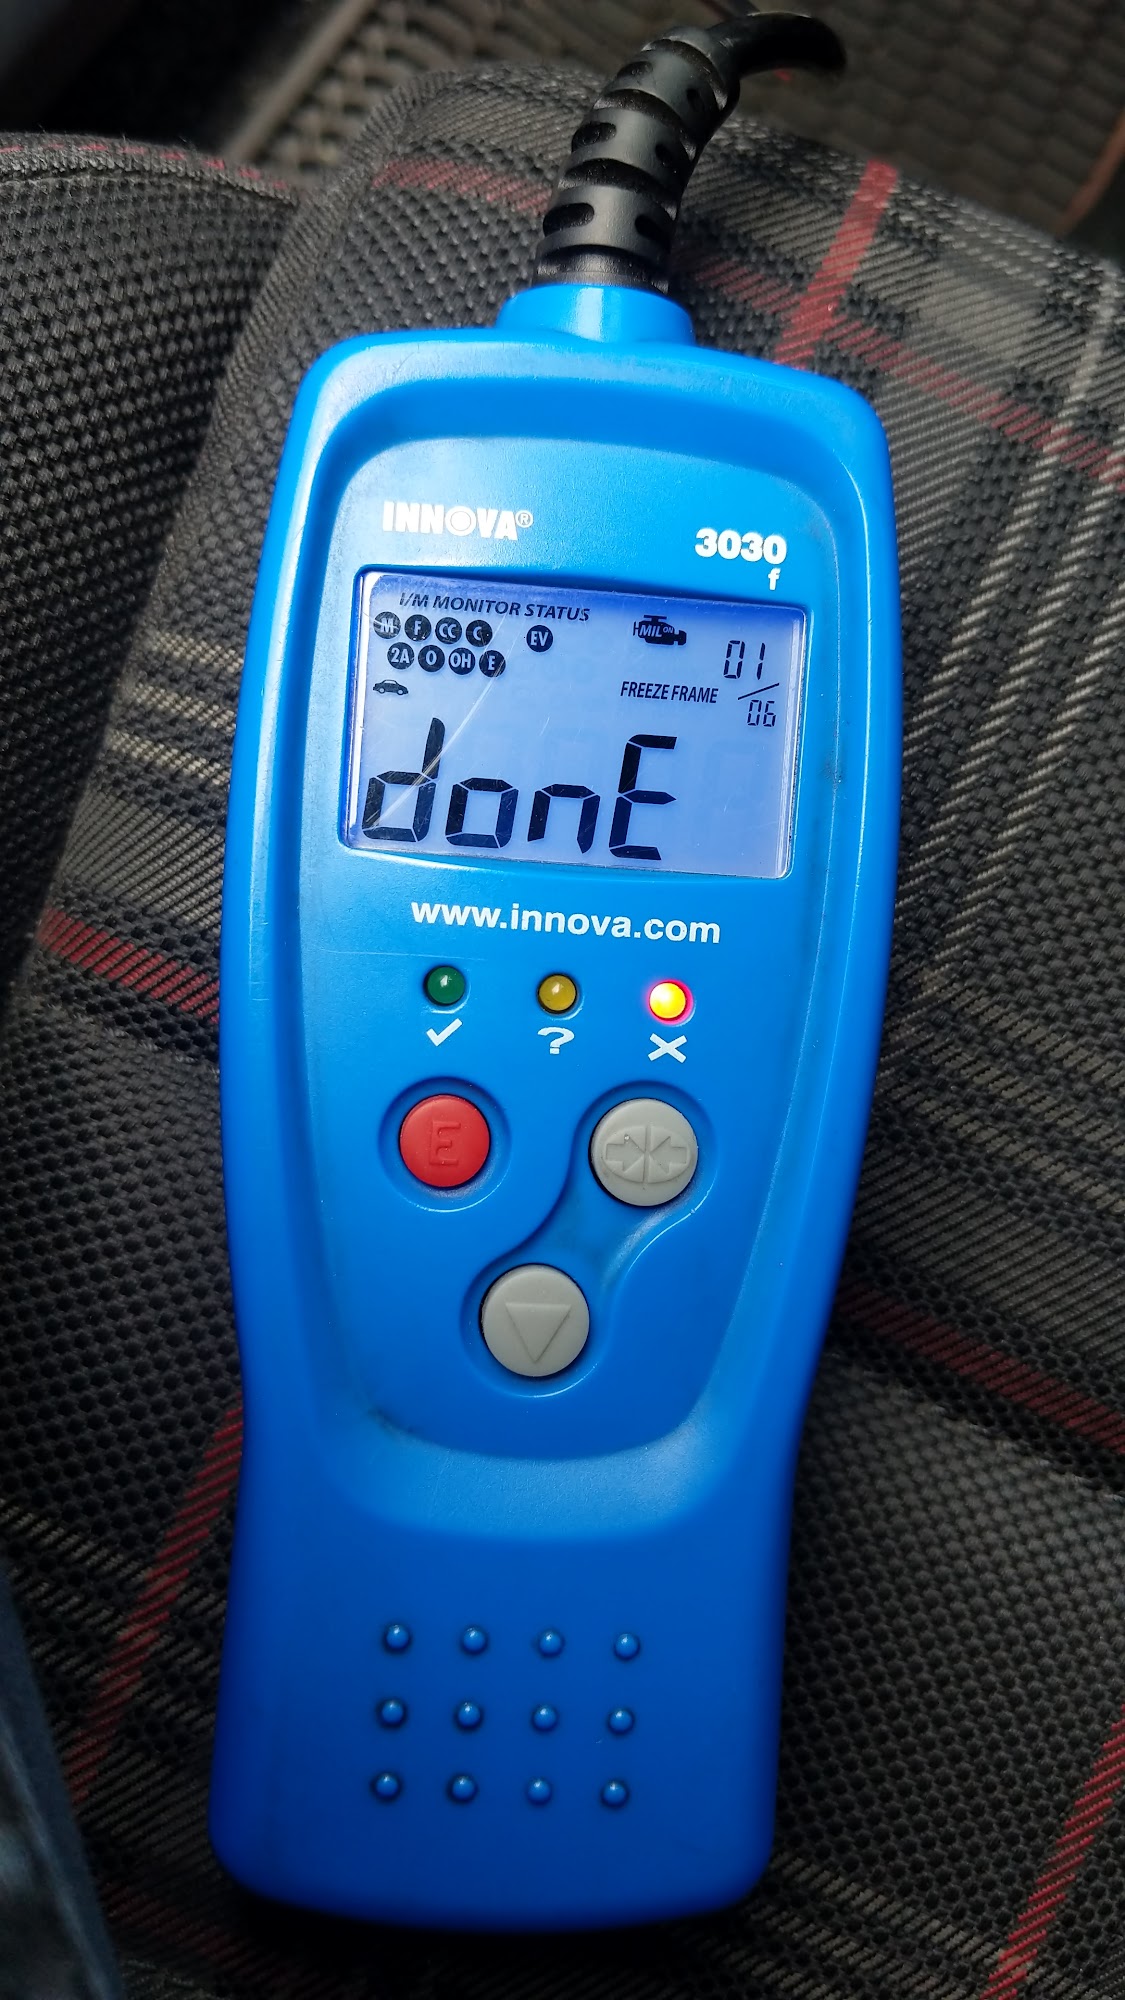 INNOVA®
3030
f
I/M MONITOR STATUS
M F CC C EV
2A O OH E
MIL ON
01
FREEZE FRAME
06
donE
www.innova.com
?
E